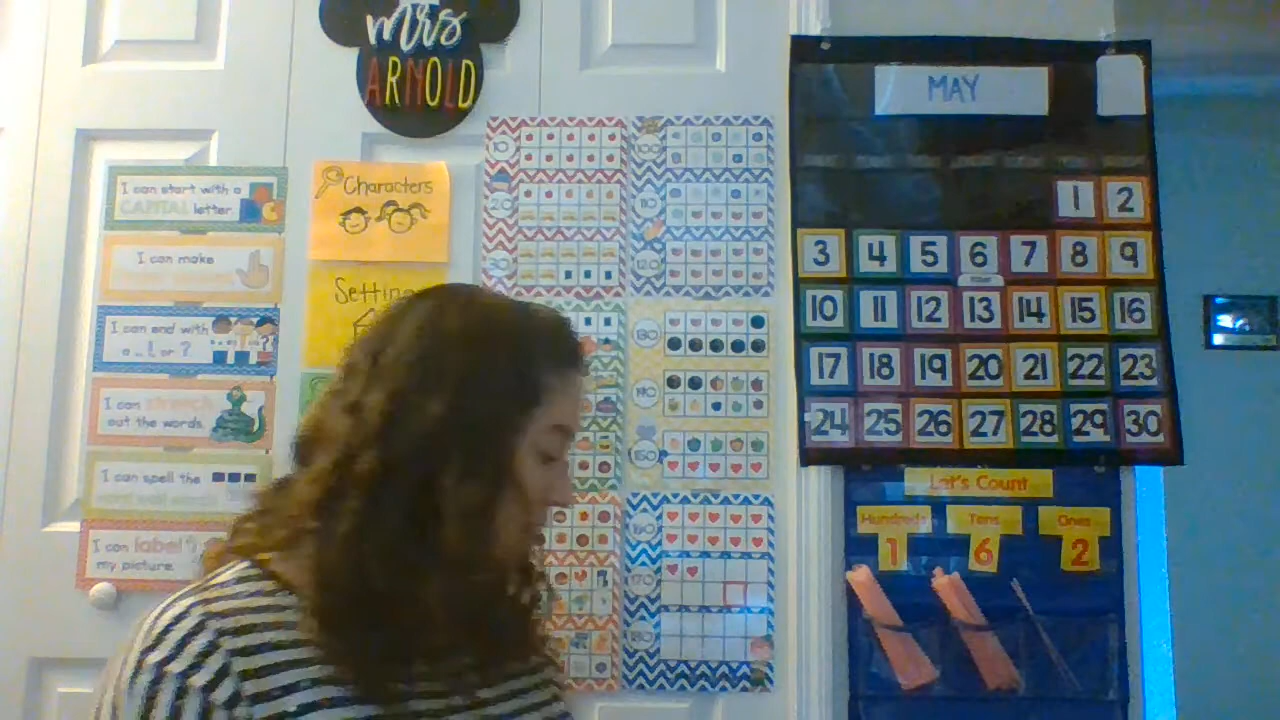 mrs
ARNOLD
I can start with a
CAPITAL letter.
I can make
I can end with
a . ! or ?
I can stretch
out the words.
I can spell the
I can label
my picture.
Characters
Setting
10
20
30
100
110
120
130
140
150
160
170
180
MAY
1 2
3 4 5 6 7 8 9
10 11 12 13 14 15 16
17 18 19 20 21 22 23
24 25 26 27 28 29 30
Let's Count
Hundreds Tens Ones
1 6 2